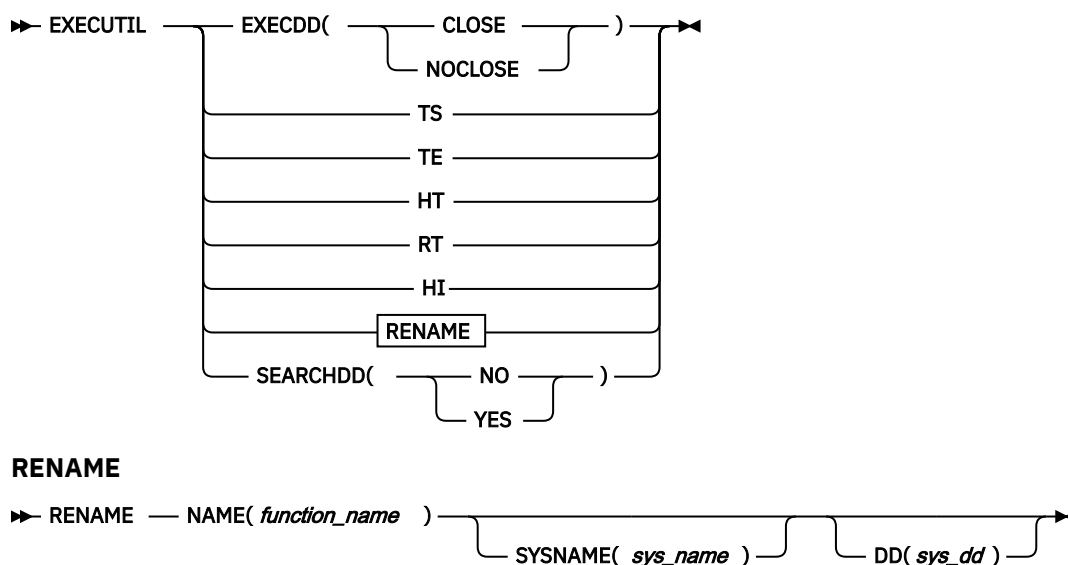 EXECUTIL EXECDD( CLOSE )
NOCLOSE
TS
TE
HT
RT
HI
RENAME
SEARCHDD( NO )
YES
RENAME
RENAME NAME( function_name )
SYSNAME( sys_name ) DD( sys_dd )